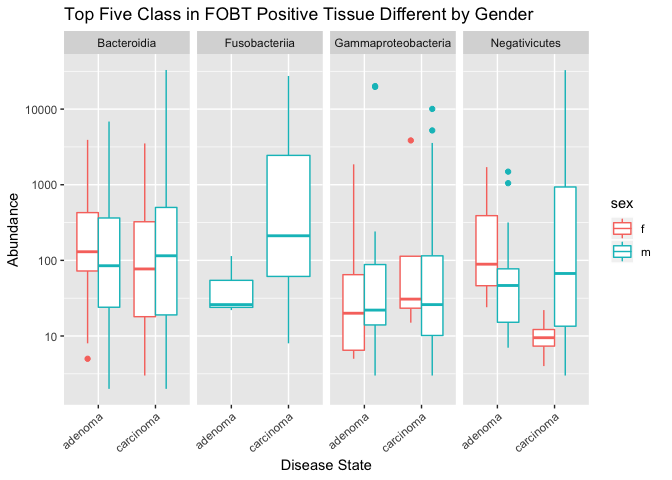 Top Five Class in FOBT Positive Tissue Different by Gender
Bacteroidia
Fusobacteriia
Gammaproteobacteria
Negativicutes
Abundance
10000
1000
100
10
adenoma
carcinoma
adenoma
carcinoma
adenoma
carcinoma
adenoma
carcinoma
Disease State
sex
f
m